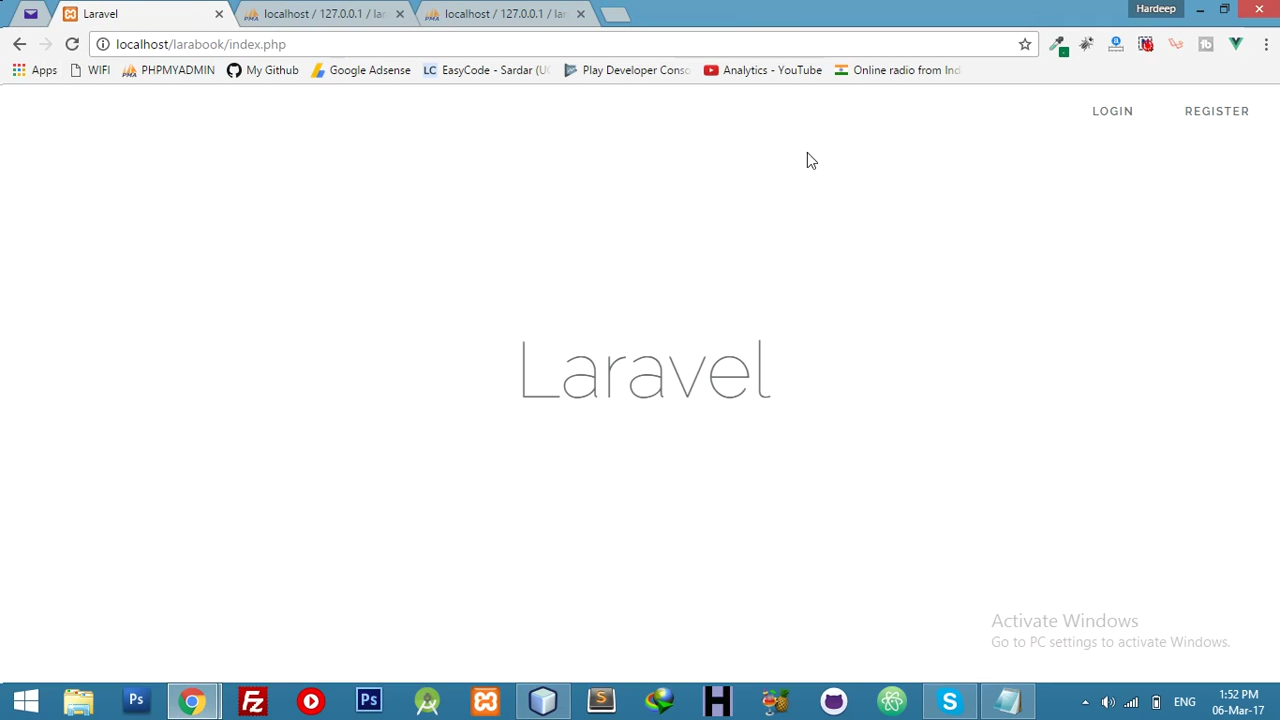 Laravel
localhost / 127.0.0.1 / lar
localhost / 127.0.0.1 / lar
Hardeep
localhost/larabook/index.php
Apps
WIFI
PHPMYADMIN
My Github
Google Adsense
LC
EasyCode - Sardar (UC
Play Developer Conso
Analytics - YouTube
Online radio from Ind
LOGIN
REGISTER
Laravel
Activate Windows
Go to PC settings to activate Windows.
ENG
1:52 PM
06-Mar-17